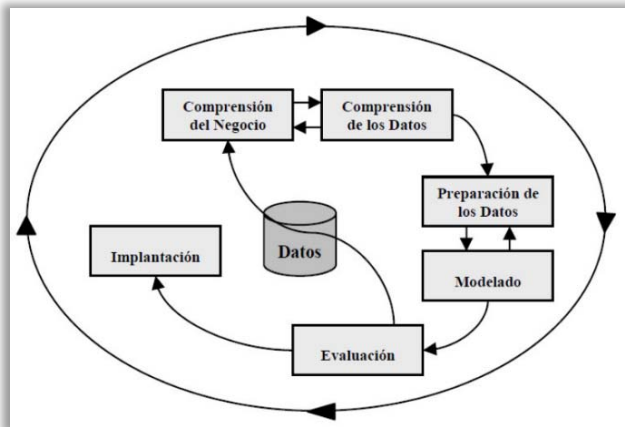 Comprensión
del Negocio
Comprensión
de los Datos
Preparación de
los Datos
Modelado
Datos
Implantación
Evaluación